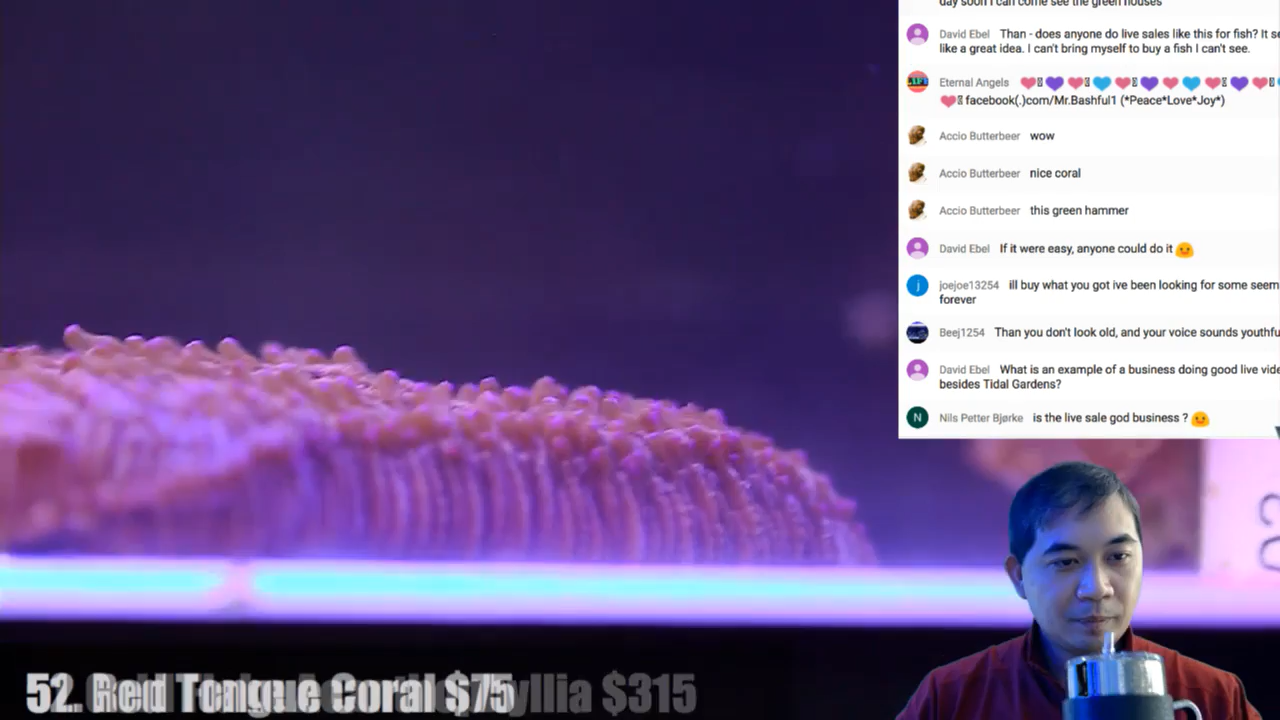 day soon I can come see the green houses
David Ebel Than - does anyone do live sales like this for fish? It se
like a great idea. I can't bring myself to buy a fish I can't see.
Eternal Angels
facebook(.)com/Mr.Bashful1 (*Peace*Love*Joy*)
Accio Butterbeer wow
Accio Butterbeer nice coral
Accio Butterbeer this green hammer
David Ebel If it were easy, anyone could do it
j joejoe13254 ill buy what you got ive been looking for some seem
forever
Beej1254 Than you don't look old, and your voice sounds youthfu
David Ebel What is an example of a business doing good live vide
besides Tidal Gardens?
N Nils Petter Bjørke is the live sale god business ?
52. Red Tongue Coral $75
yllia $315